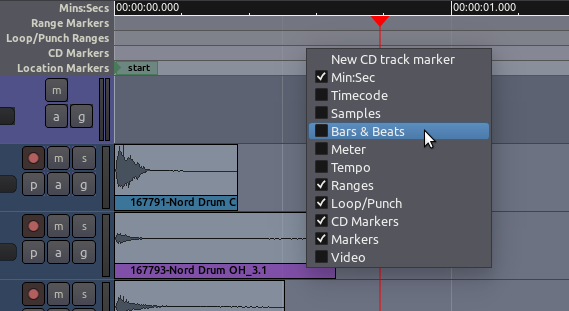 Mins:Secs
00:00:00.000
00:00:01.000
Range Markers
Loop/Punch Ranges
CD Markers
Location Markers
start
New CD track marker
Min:Sec
Timecode
Samples
Bars & Beats
Meter
Tempo
Ranges
Loop/Punch
CD Markers
Markers
Video
m
a g
m s
p a g
167791-Nord Drum C
m s
p a g
167793-Nord Drum OH_3.1
m s